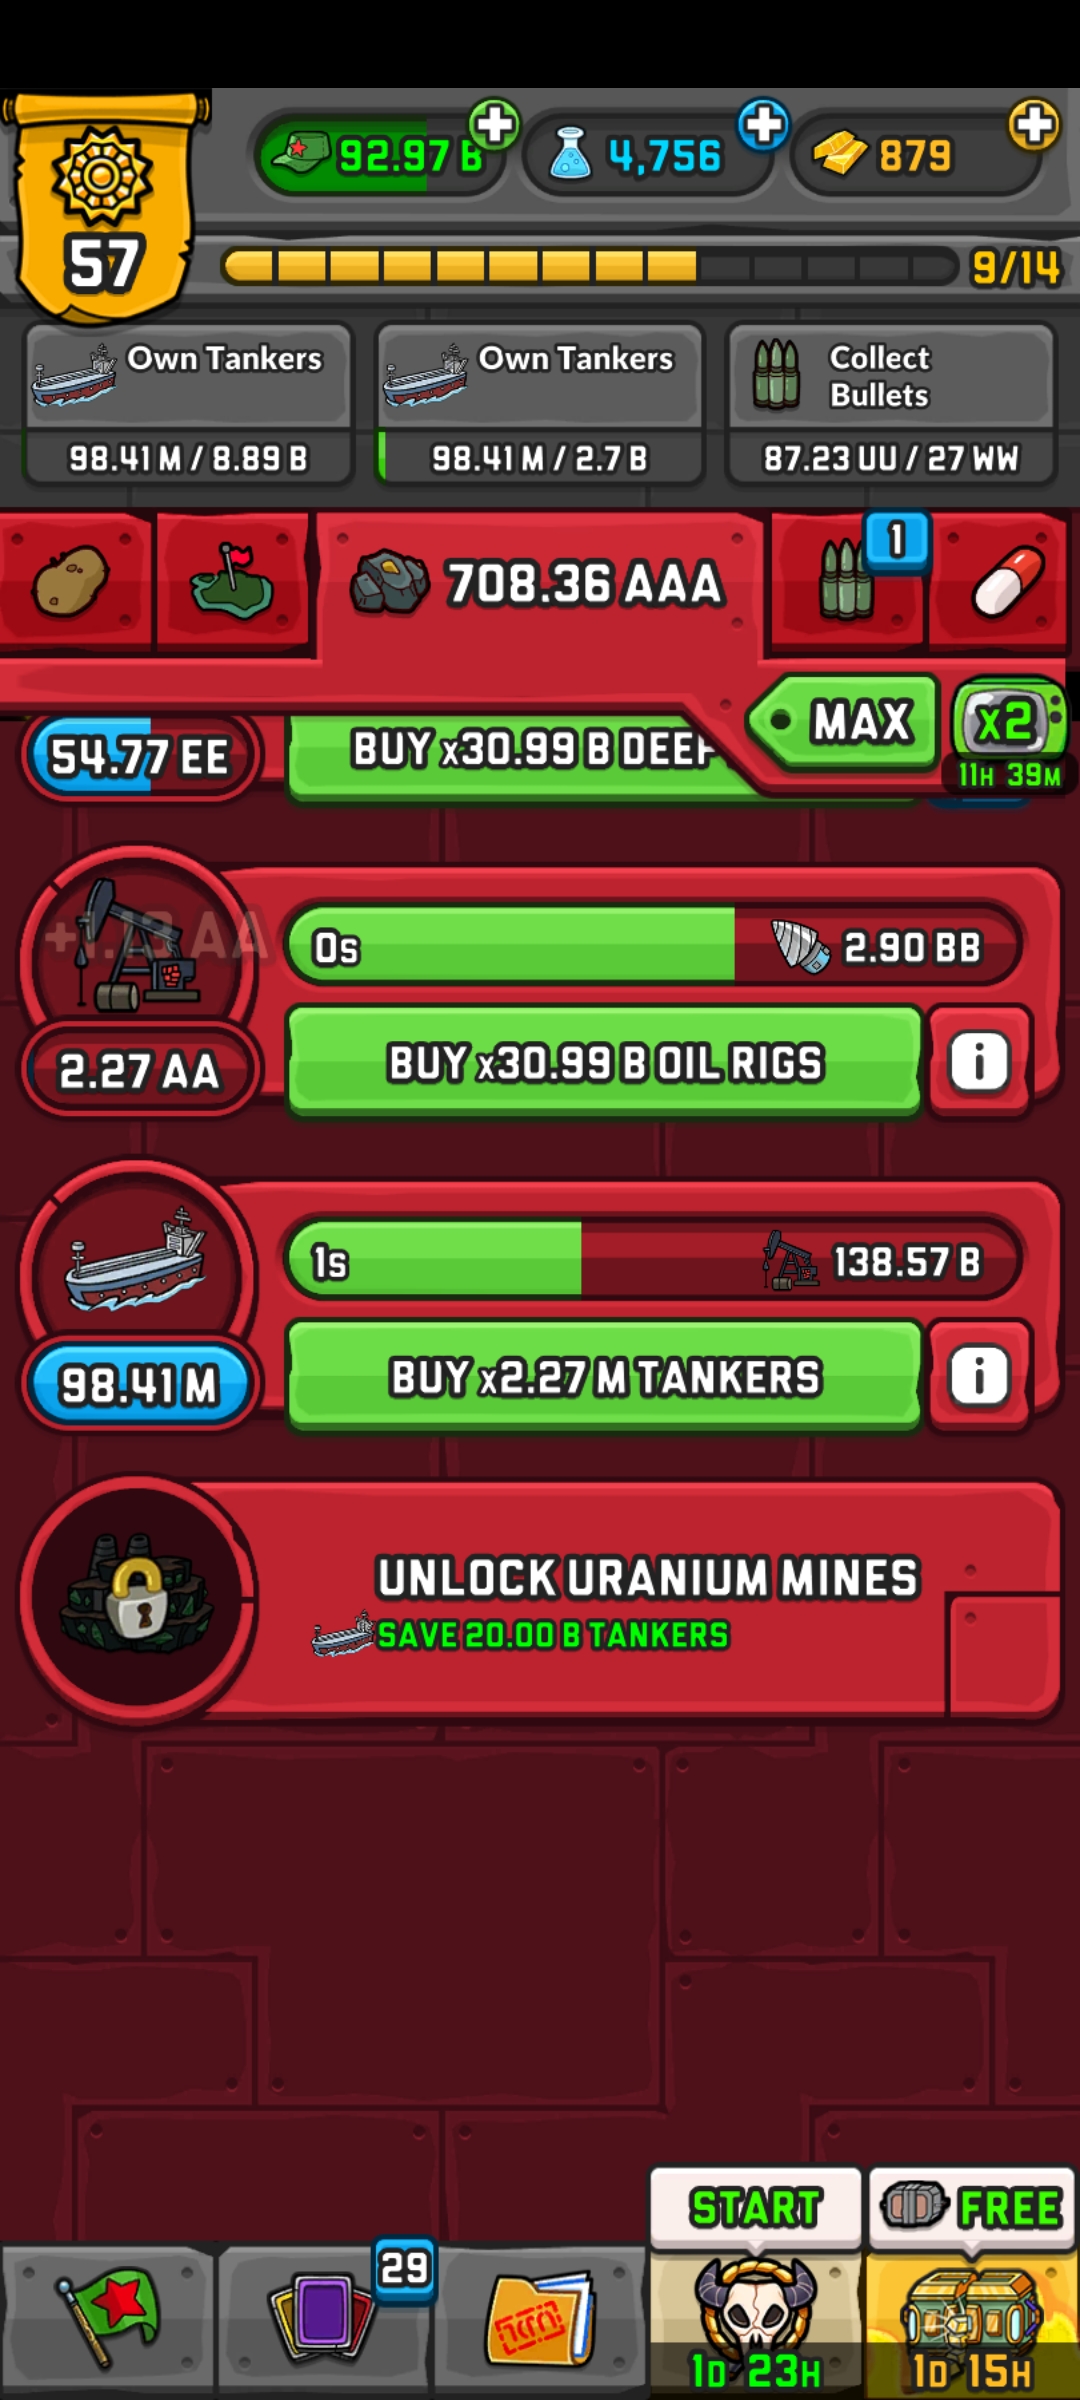 92.97 B
4,756
879
57
9/14
Own Tankers
98.41 M / 8.89 B
Own Tankers
98.41 M / 2.7 B
Collect
Bullets
87.23 UU / 27 WW
708.36 AAA
1
MAX
x2
11H 39M
54.77 EE
BUY x30.99 B DEEP
0s
2.90 BB
2.27 AA
BUY x30.99 B OIL RIGS
i
1s
138.57 B
98.41 M
BUY x2.27 M TANKERS
i
UNLOCK URANIUM MINES
SAVE 20.00 B TANKERS
START
FREE
29
1D 23H
1D 15H